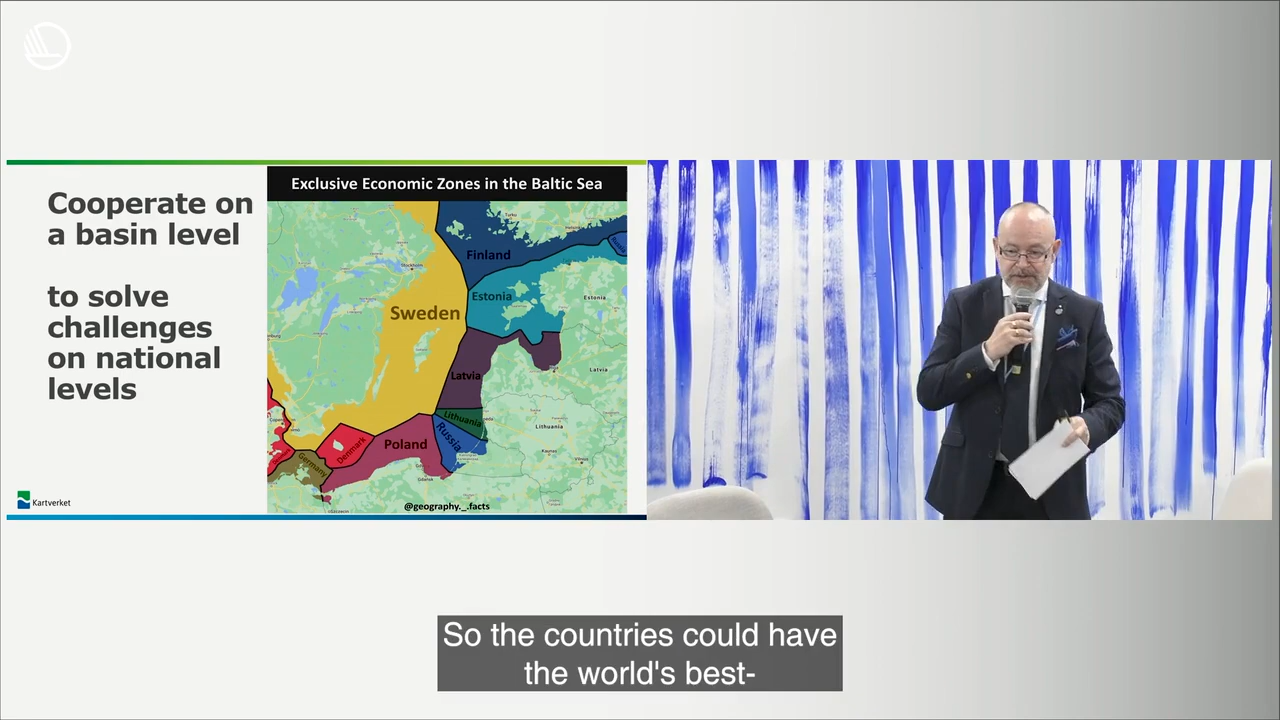 Cooperate on
a basin level
to solve
challenges
on national
levels
Kartverket
Exclusive Economic Zones in the Baltic Sea
Finland
Russia
Estonia
Estonia
Sweden
Latvia
Latvia
Lithuania
Lithuania
Russia
Poland
Denmark
Germany
@geography._.facts
So the countries could have
the world's best-